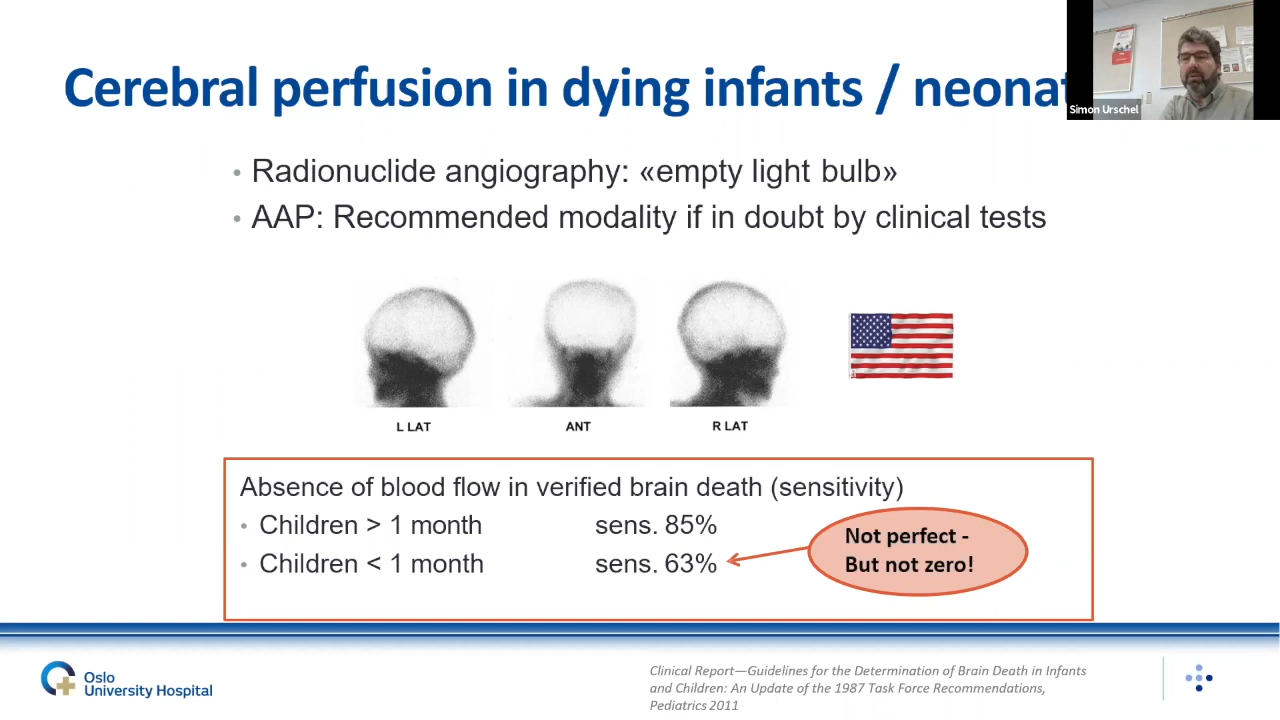 Cerebral perfusion in dying infants / neonat
Simon Urschel
• Radionuclide angiography: «empty light bulb»
• AAP: Recommended modality if in doubt by clinical tests
L LAT
ANT
R LAT
Absence of blood flow in verified brain death (sensitivity)
• Children > 1 month sens. 85%
• Children < 1 month sens. 63%
Not perfect -
But not zero!
Oslo
University Hospital
Clinical Report—Guidelines for the Determination of Brain Death in Infants
and Children: An Update of the 1987 Task Force Recommendations,
Pediatrics 2011